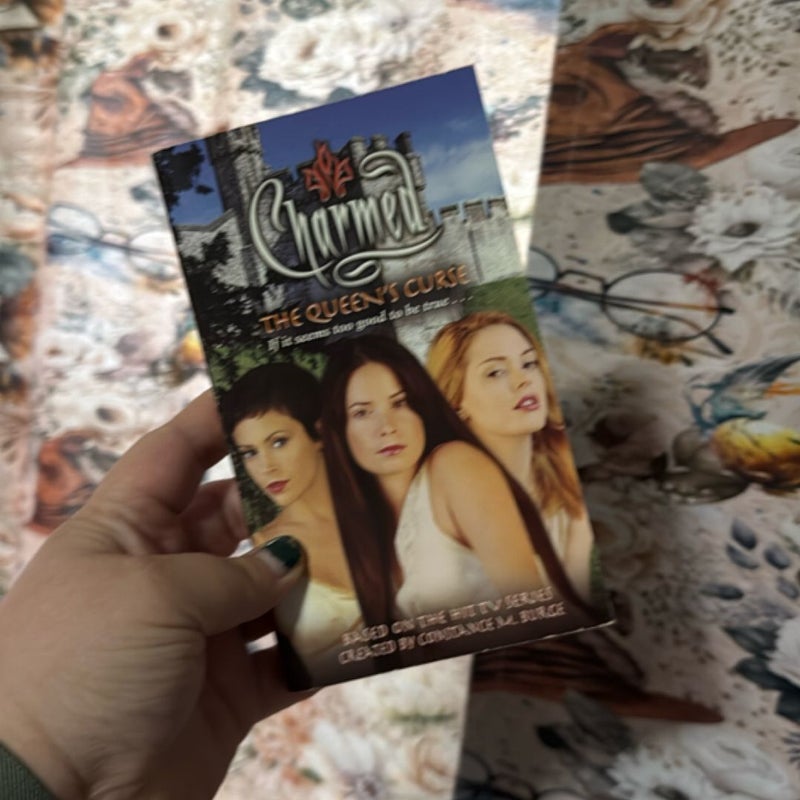 Charmed
THE QUEEN'S CURSE
If it seems too good to be true . . .
BASED ON THE HIT TV SERIES
CREATED BY CONSTANCE M. BURGE